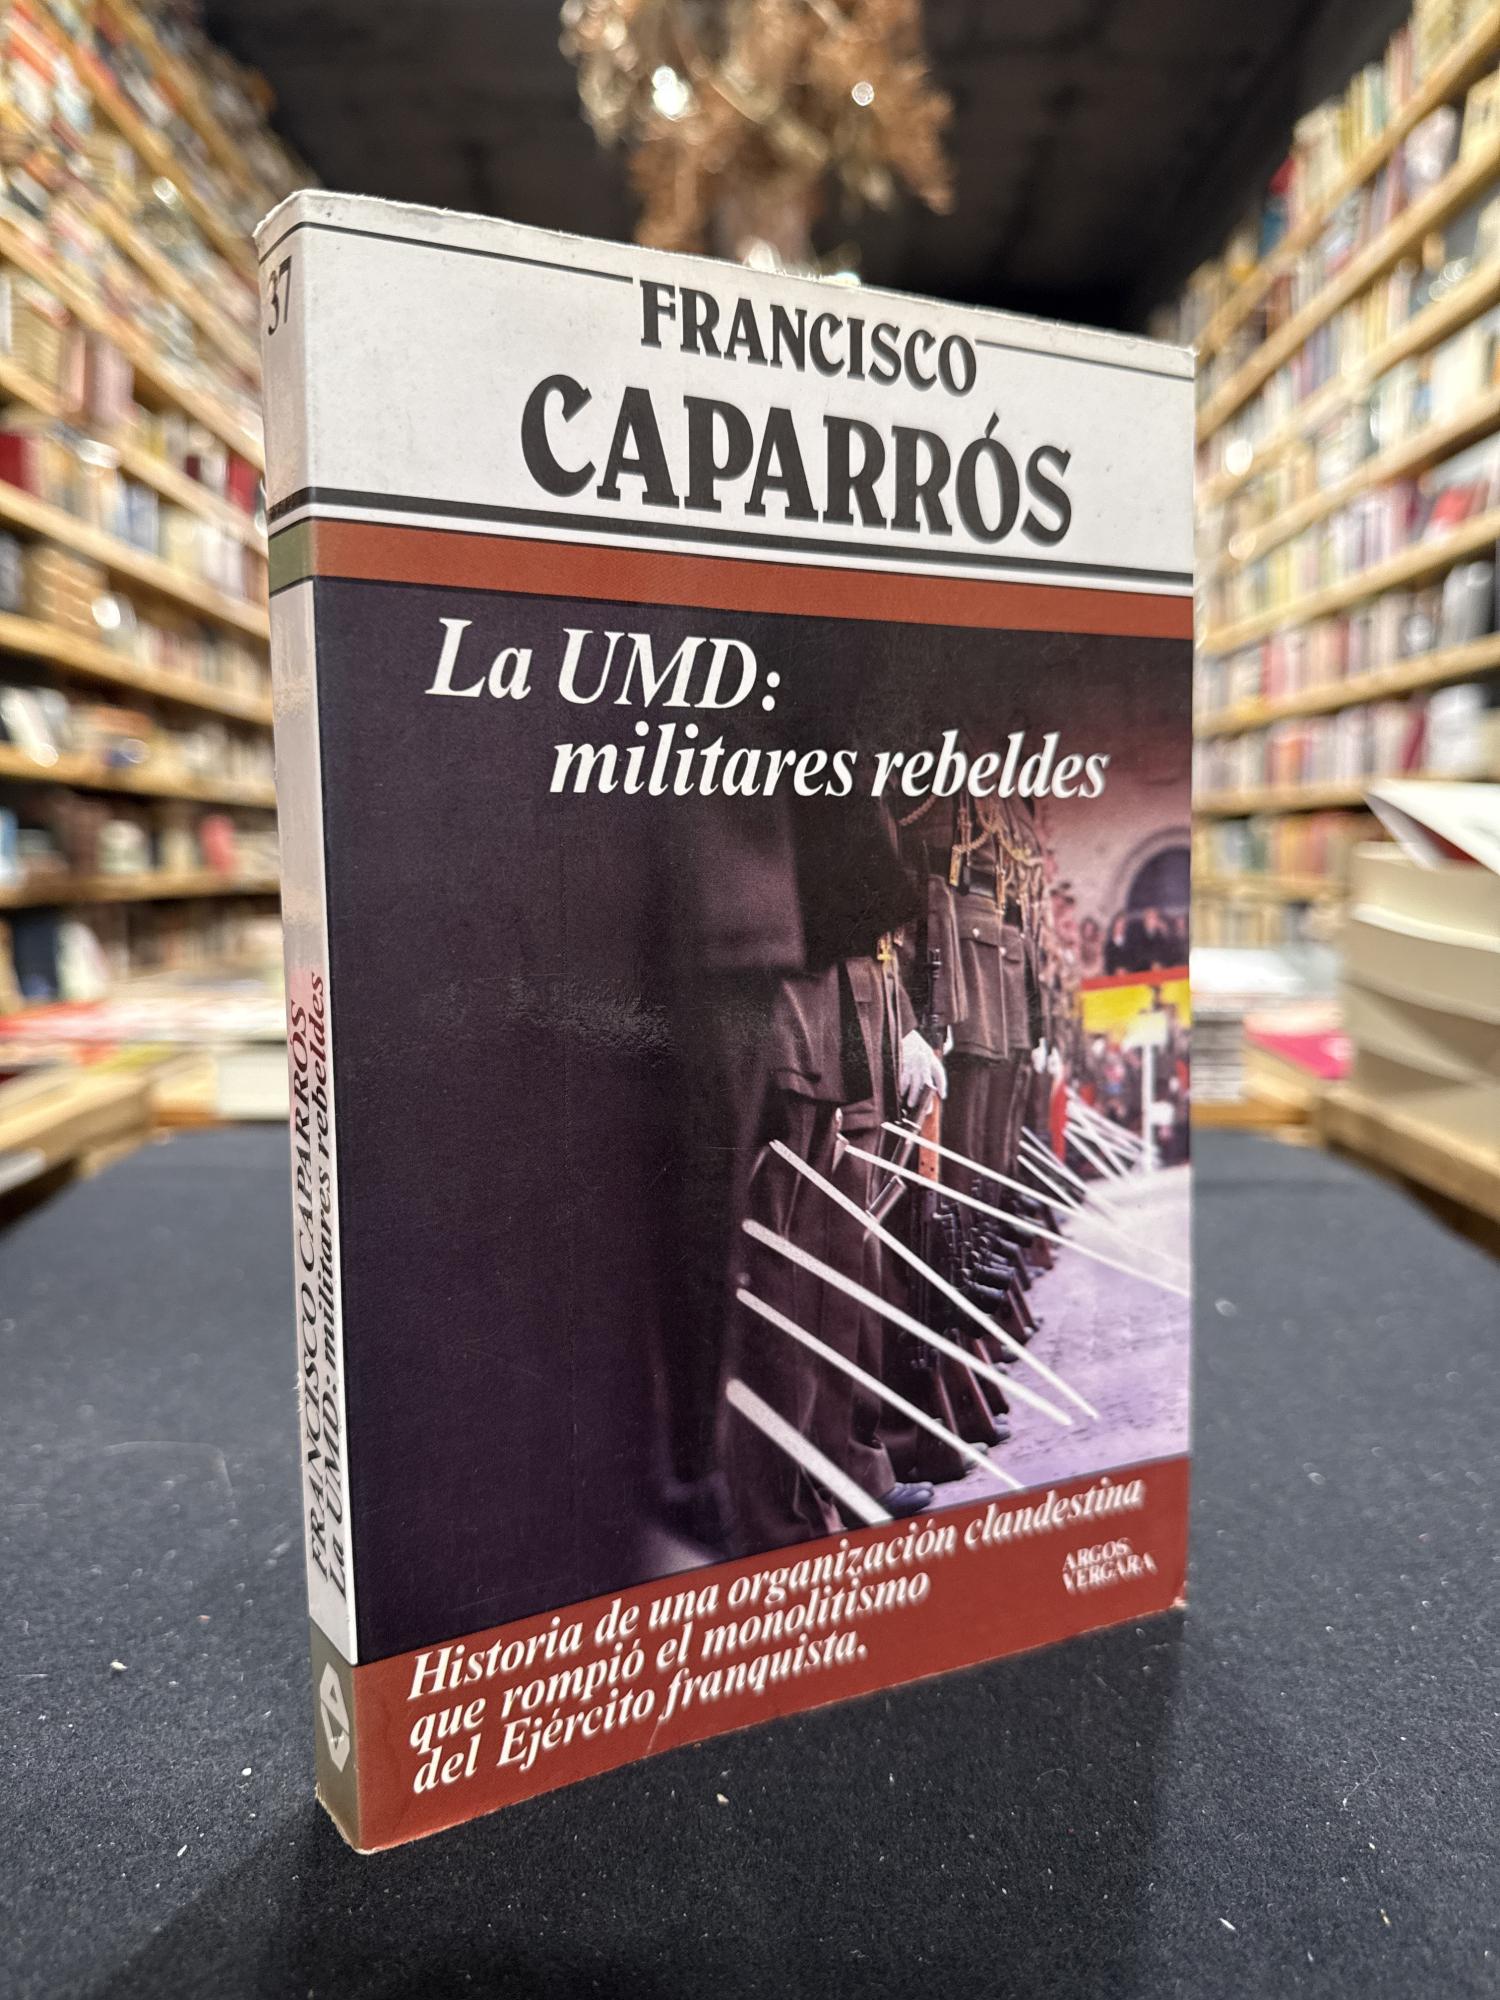 37
FRANCISCO
CAPARRÓS
La UMD:
militares rebeldes
FRANCISCO CAPARRÓS
La UMD: militares rebeldes
Historia de una organización clandestina
que rompió el monolitismo
del Ejército franquista.
ARGOS
VERGARA